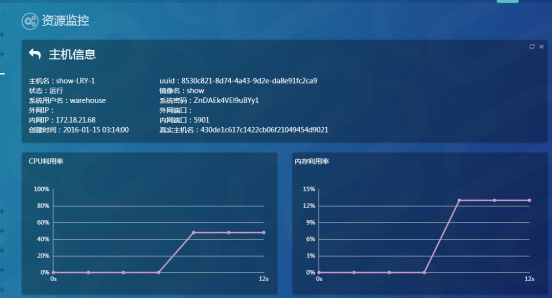 资源监控
主机信息
主机名：show-LRY-1 uuid：8530c821-8d74-4a43-9d2e-da8e91fc2ca9
状态：运行 镜像名：show
系统用户名：warehouse 系统密码：ZnDAEk4VEl9uBYy1
外网IP： 外网端口：
内网IP：172.18.21.68 内网端口：5901
创建时间：2016-01-15 03:14:00 真实主机名：430de1c617c1422cb06f21049454d9021
CPU利用率
100%
80%
60%
40%
20%
0%
0s 12s
内存利用率
15%
12%
9%
6%
3%
0%
0s 12s